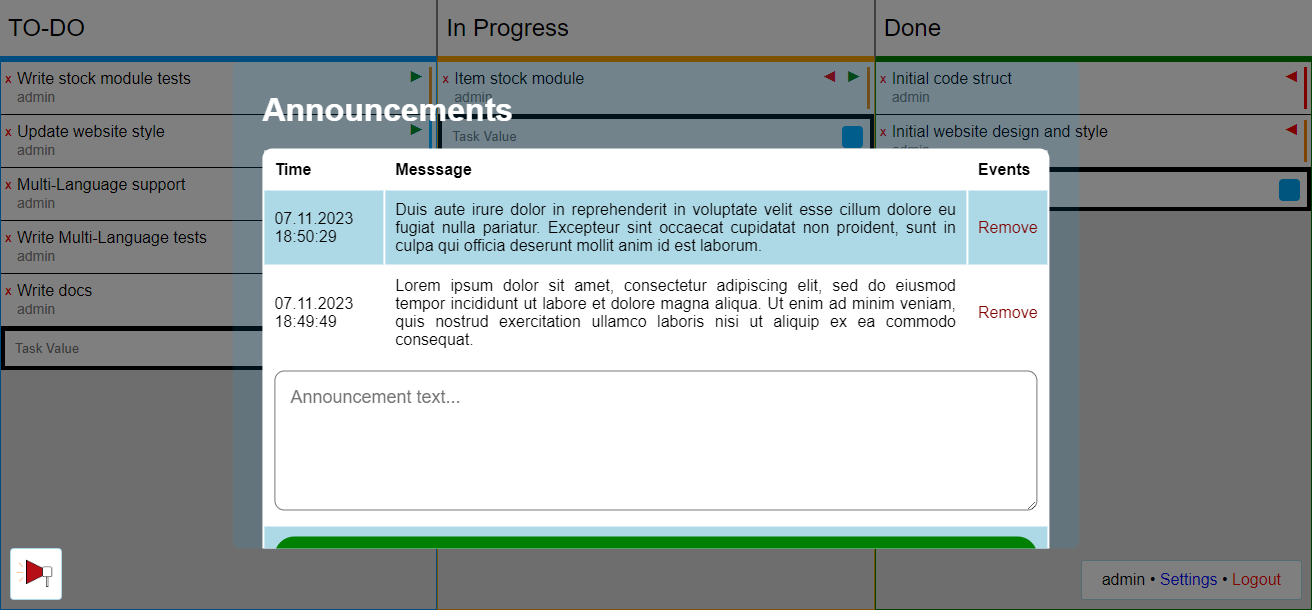 TO-DO
In Progress
Done
x Write stock module tests
admin
x Update website style
admin
x Multi-Language support
admin
x Write Multi-Language tests
admin
x Write docs
admin
Task Value
x Item stock module
admin
Task Value
x Initial code struct
admin
x Initial website design and style
admin
Announcements
Time Messsage Events
07.11.2023
18:50:29
Duis aute irure dolor in reprehenderit in voluptate velit esse cillum dolore eu
fugiat nulla pariatur. Excepteur sint occaecat cupidatat non proident, sunt in
culpa qui officia deserunt mollit anim id est laborum.
Remove
07.11.2023
18:49:49
Lorem ipsum dolor sit amet, consectetur adipiscing elit, sed do eiusmod
tempor incididunt ut labore et dolore magna aliqua. Ut enim ad minim veniam,
quis nostrud exercitation ullamco laboris nisi ut aliquip ex ea commodo
consequat.
Remove
Announcement text...
admin • Settings • Logout